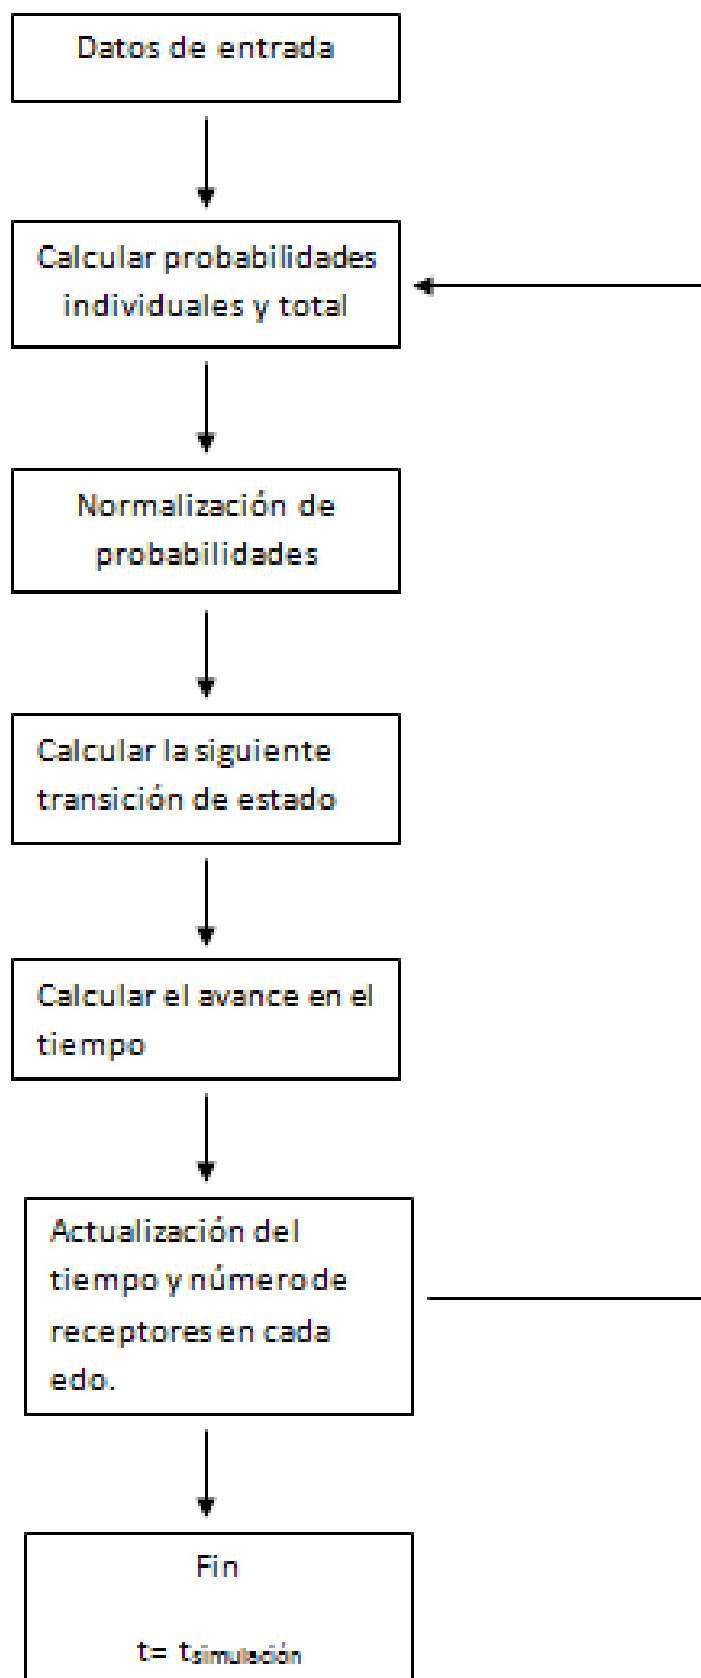 Datos de entrada
Calcular probabilidades
individuales y total
Normalización de
probabilidades
Calcular la siguiente
transición de estado
Calcular el avance en el
tiempo
Actualización del
tiempo y número de
receptores en cada
edo.
Fin
t= tsimulación